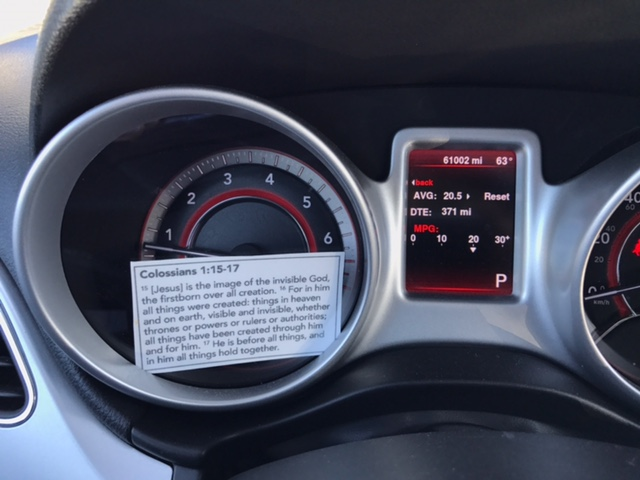 1 2 3 4 5 6
Colossians 1:15-17
15 [Jesus] is the image of the invisible God,
the firstborn over all creation. 16 For in him
all things were created: things in heaven
and on earth, visible and invisible, whether
thrones or powers or rulers or authorities;
all things have been created through him
and for him. 17 He is before all things, and
in him all things hold together.
61002 mi 63°
back
AVG: 20.5 Reset
DTE: 371 mi
MPG:
0 10 20 30+
P
20
40
60
km/h